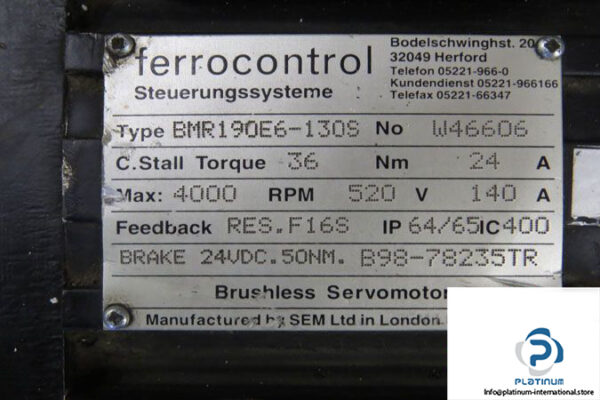 ferrocontrol
Steuerungssysteme
Bodelschwinghst. 20
32049 Herford
Telefon 05221-966-0
Kundendienst 05221-966166
Telefax 05221-66347
Type BMR190E6-130S No W46606
C.Stall Torque 36 Nm 24 A
Max: 4000 RPM 520 V 140 A
Feedback RES.F16S IP 64/65 IC 400
BRAKE 24VDC.50NM. B98-78235TR
Brushless Servomotor
Manufactured by SEM Ltd in London
PLATINUM
Info@platinum-international.store